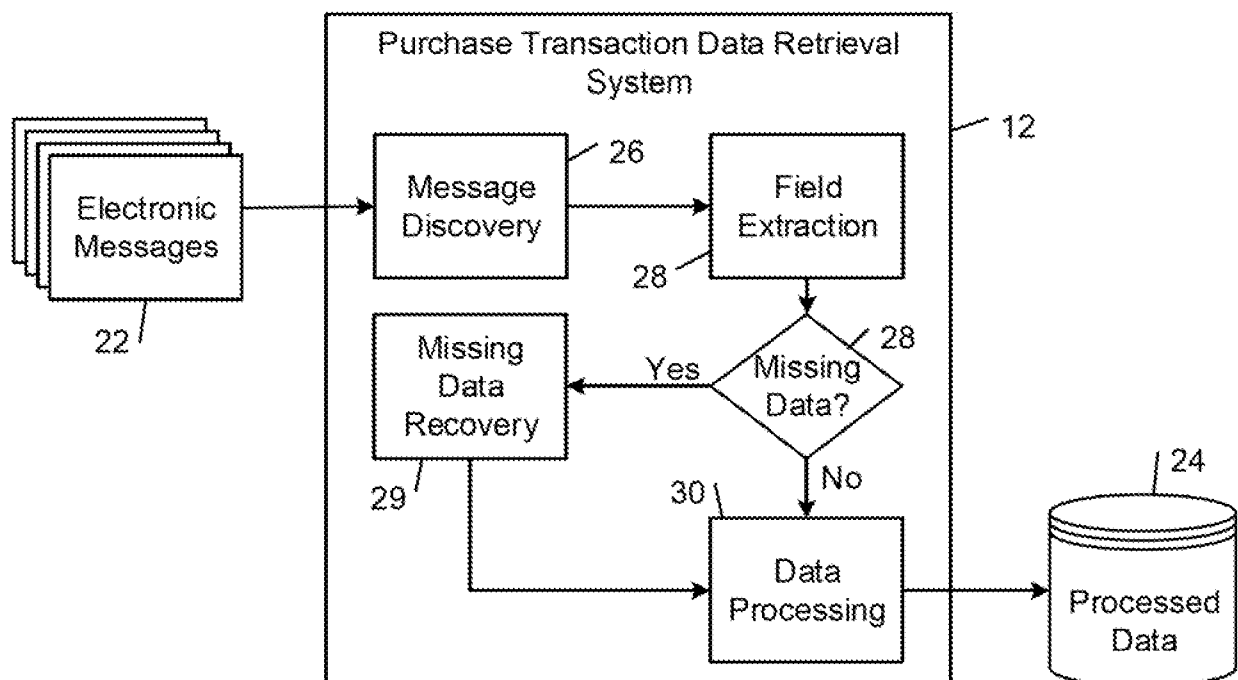 Purchase Transaction Data Retrieval
System
12
26
Electronic
Messages
22
Message
Discovery
Field
Extraction
28
28
Missing
Data?
Yes
Missing
Data
Recovery
29
No
30
Data
Processing
24
Processed
Data